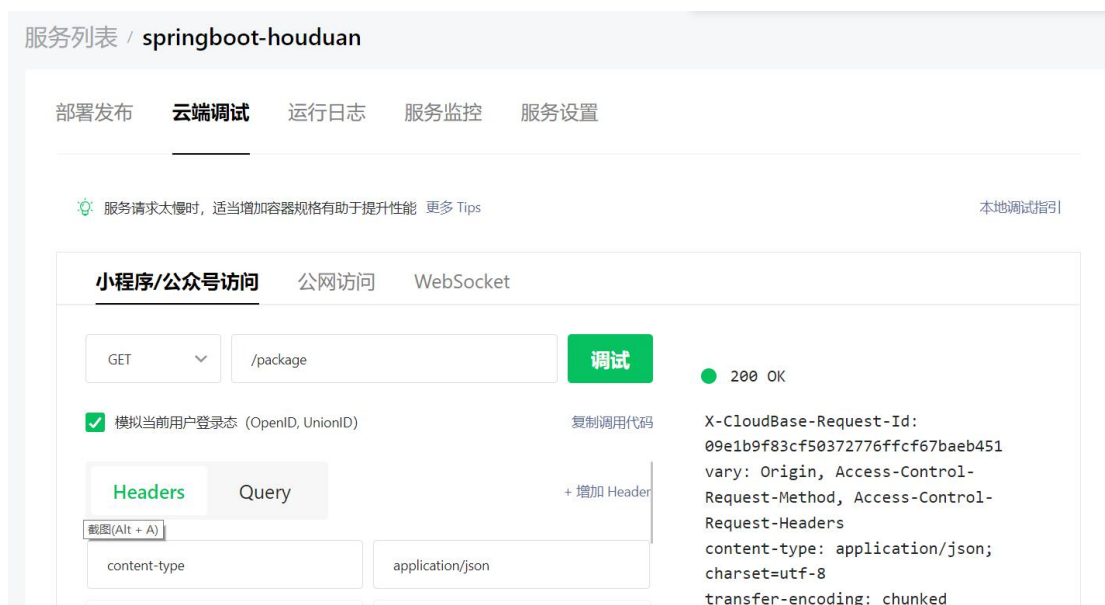 服务列表 / springboot-houduan
部署发布 云端调试 运行日志 服务监控 服务设置
服务请求太慢时，适当增加容器规格有助于提升性能 更多 Tips 本地调试指引
小程序/公众号访问 公网访问 WebSocket
GET /package 调试
200 OK
模拟当前用户登录态（OpenID, UnionID） 复制调用代码
X-CloudBase-Request-Id:
09e1b9f83cf50372776ffcf67baeb451
vary: Origin, Access-Control-
Request-Method, Access-Control-
Request-Headers
content-type: application/json;
charset=utf-8
transfer-encoding: chunked
Headers Query + 增加 Header
截图(Alt + A)
content-type application/json